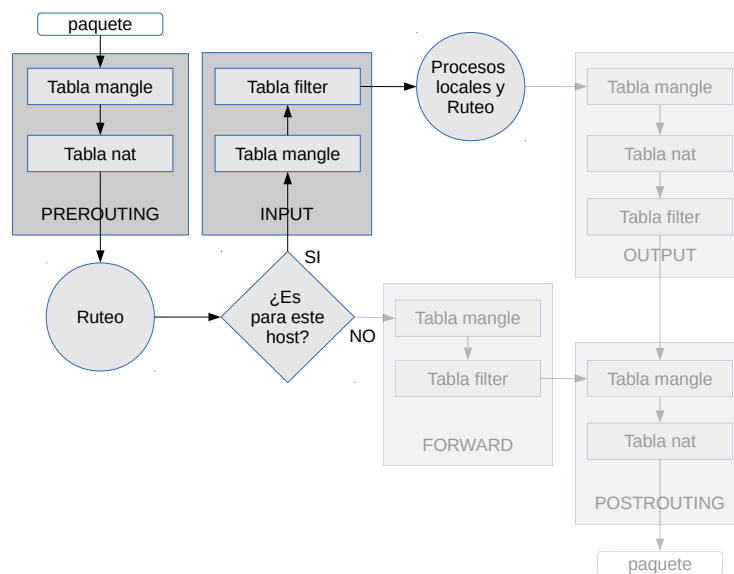 paquete
Tabla mangle
Tabla nat
PREROUTING
Tabla filter
Tabla mangle
INPUT
Procesos
locales y
Ruteo
Tabla mangle
Tabla nat
Tabla filter
OUTPUT
Ruteo
¿Es
para este
host?
SI
NO
Tabla mangle
Tabla filter
FORWARD
Tabla mangle
Tabla nat
POSTROUTING
paquete